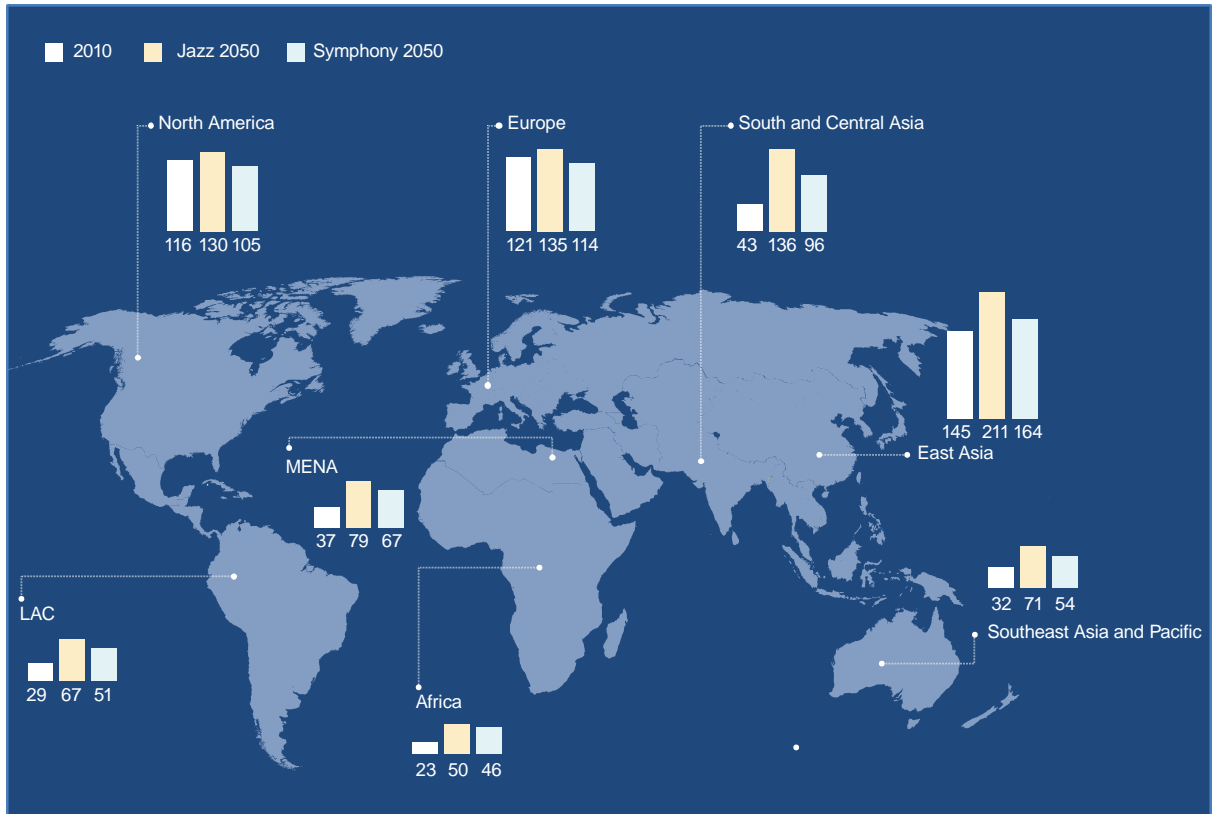 2010 Jazz 2050 Symphony 2050
North America
116 130 105
Europe
121 135 114
South and Central Asia
43 136 96
145 211 164
East Asia
MENA
37 79 67
32 71 54
Southeast Asia and Pacific
LAC
29 67 51
Africa
23 50 46